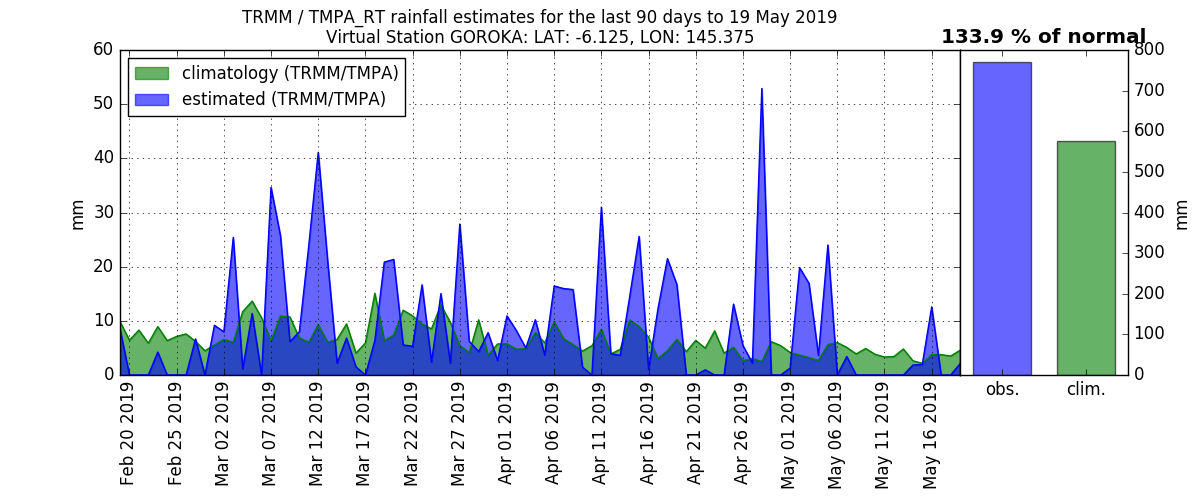 TRMM / TMPA_RT rainfall estimates for the last 90 days to 19 May 2019
Virtual Station GOROKA: LAT: -6.125, LON: 145.375
133.9 % of normal
climatology (TRMM/TMPA)
estimated (TRMM/TMPA)
mm
60
50
40
30
20
10
0
Feb 20 2019
Feb 25 2019
Mar 02 2019
Mar 07 2019
Mar 12 2019
Mar 17 2019
Mar 22 2019
Mar 27 2019
Apr 01 2019
Apr 06 2019
Apr 11 2019
Apr 16 2019
Apr 21 2019
Apr 26 2019
May 01 2019
May 06 2019
May 11 2019
May 16 2019
obs.
clim.
800
700
600
500
400
300
200
100
0
mm